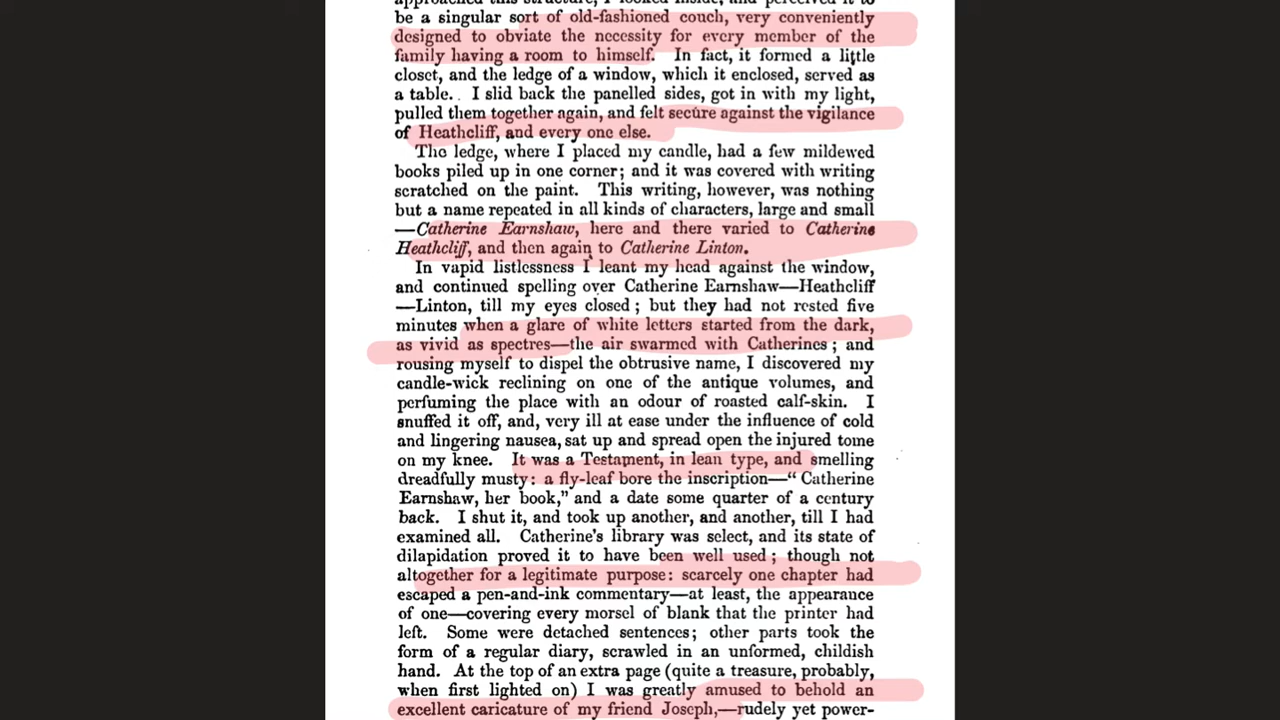 approached this structure, I looked inside, and perceived it to
be a singular sort of old-fashioned couch, very conveniently
designed to obviate the necessity for every member of the
family having a room to himself. In fact, it formed a little
closet, and the ledge of a window, which it enclosed, served as
a table. I slid back the panelled sides, got in with my light,
pulled them together again, and felt secure against the vigilance
of Heathcliff, and every one else.
The ledge, where I placed my candle, had a few mildewed
books piled up in one corner; and it was covered with writing
scratched on the paint. This writing, however, was nothing
but a name repeated in all kinds of characters, large and small
—Catherine Earnshaw, here and there varied to Catherine
Heathcliff, and then again to Catherine Linton.
In vapid listlessness I leant my head against the window,
and continued spelling over Catherine Earnshaw—Heathcliff
—Linton, till my eyes closed; but they had not rested five
minutes when a glare of white letters started from the dark,
as vivid as spectres—the air swarmed with Catherines; and
rousing myself to dispel the obtrusive name, I discovered my
candle-wick reclining on one of the antique volumes, and
perfuming the place with an odour of roasted calf-skin. I
snuffed it off, and, very ill at ease under the influence of cold
and lingering nausea, sat up and spread open the injured tome
on my knee. It was a Testament, in lean type, and smelling
dreadfully musty: a fly-leaf bore the inscription—“Catherine
Earnshaw, her book,” and a date some quarter of a century
back. I shut it, and took up another, and another, till I had
examined all. Catherine's library was select, and its state of
dilapidation proved it to have been well used; though not
altogether for a legitimate purpose: scarcely one chapter had
escaped a pen-and-ink commentary—at least, the appearance
of one—covering every morsel of blank that the printer had
left. Some were detached sentences; other parts took the
form of a regular diary, scrawled in an unformed, childish
hand. At the top of an extra page (quite a treasure, probably,
when first lighted on) I was greatly amused to behold an
excellent caricature of my friend Joseph,—rudely yet power-